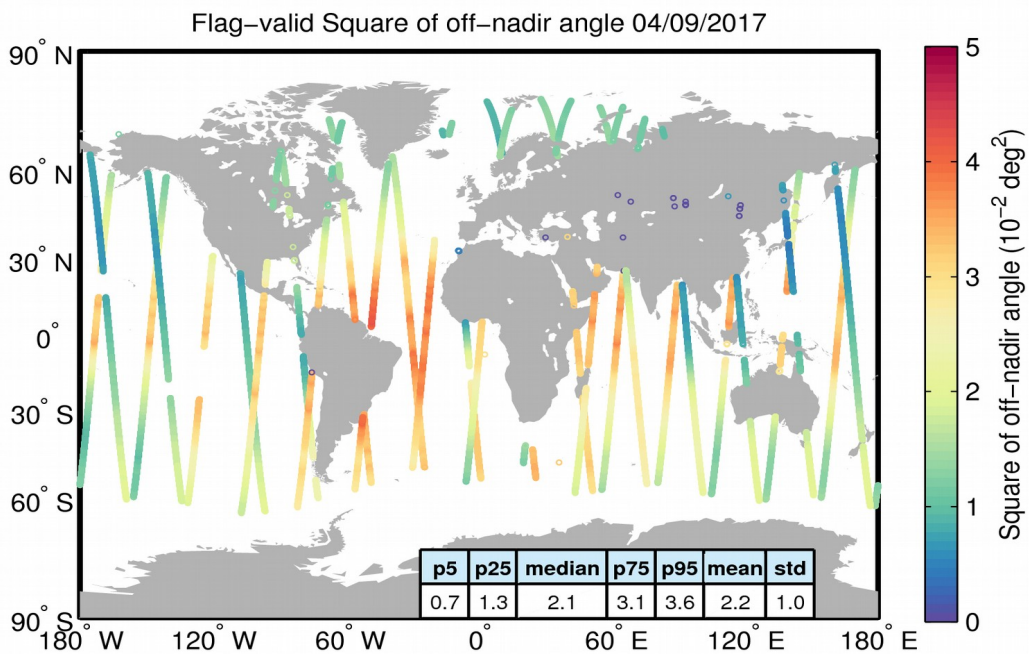 Flag−valid Square of off−nadir angle 04/09/2017
90° N
60° N
30° N
0°
30° S
60° S
90° S
180° W
120° W
60° W
0°
60° E
120° E
180° E
p5 p25 median p75 p95 mean std
0.7 1.3 2.1 3.1 3.6 2.2 1.0
5
4
3
2
1
0
Square of off−nadir angle (10⁻² deg²)